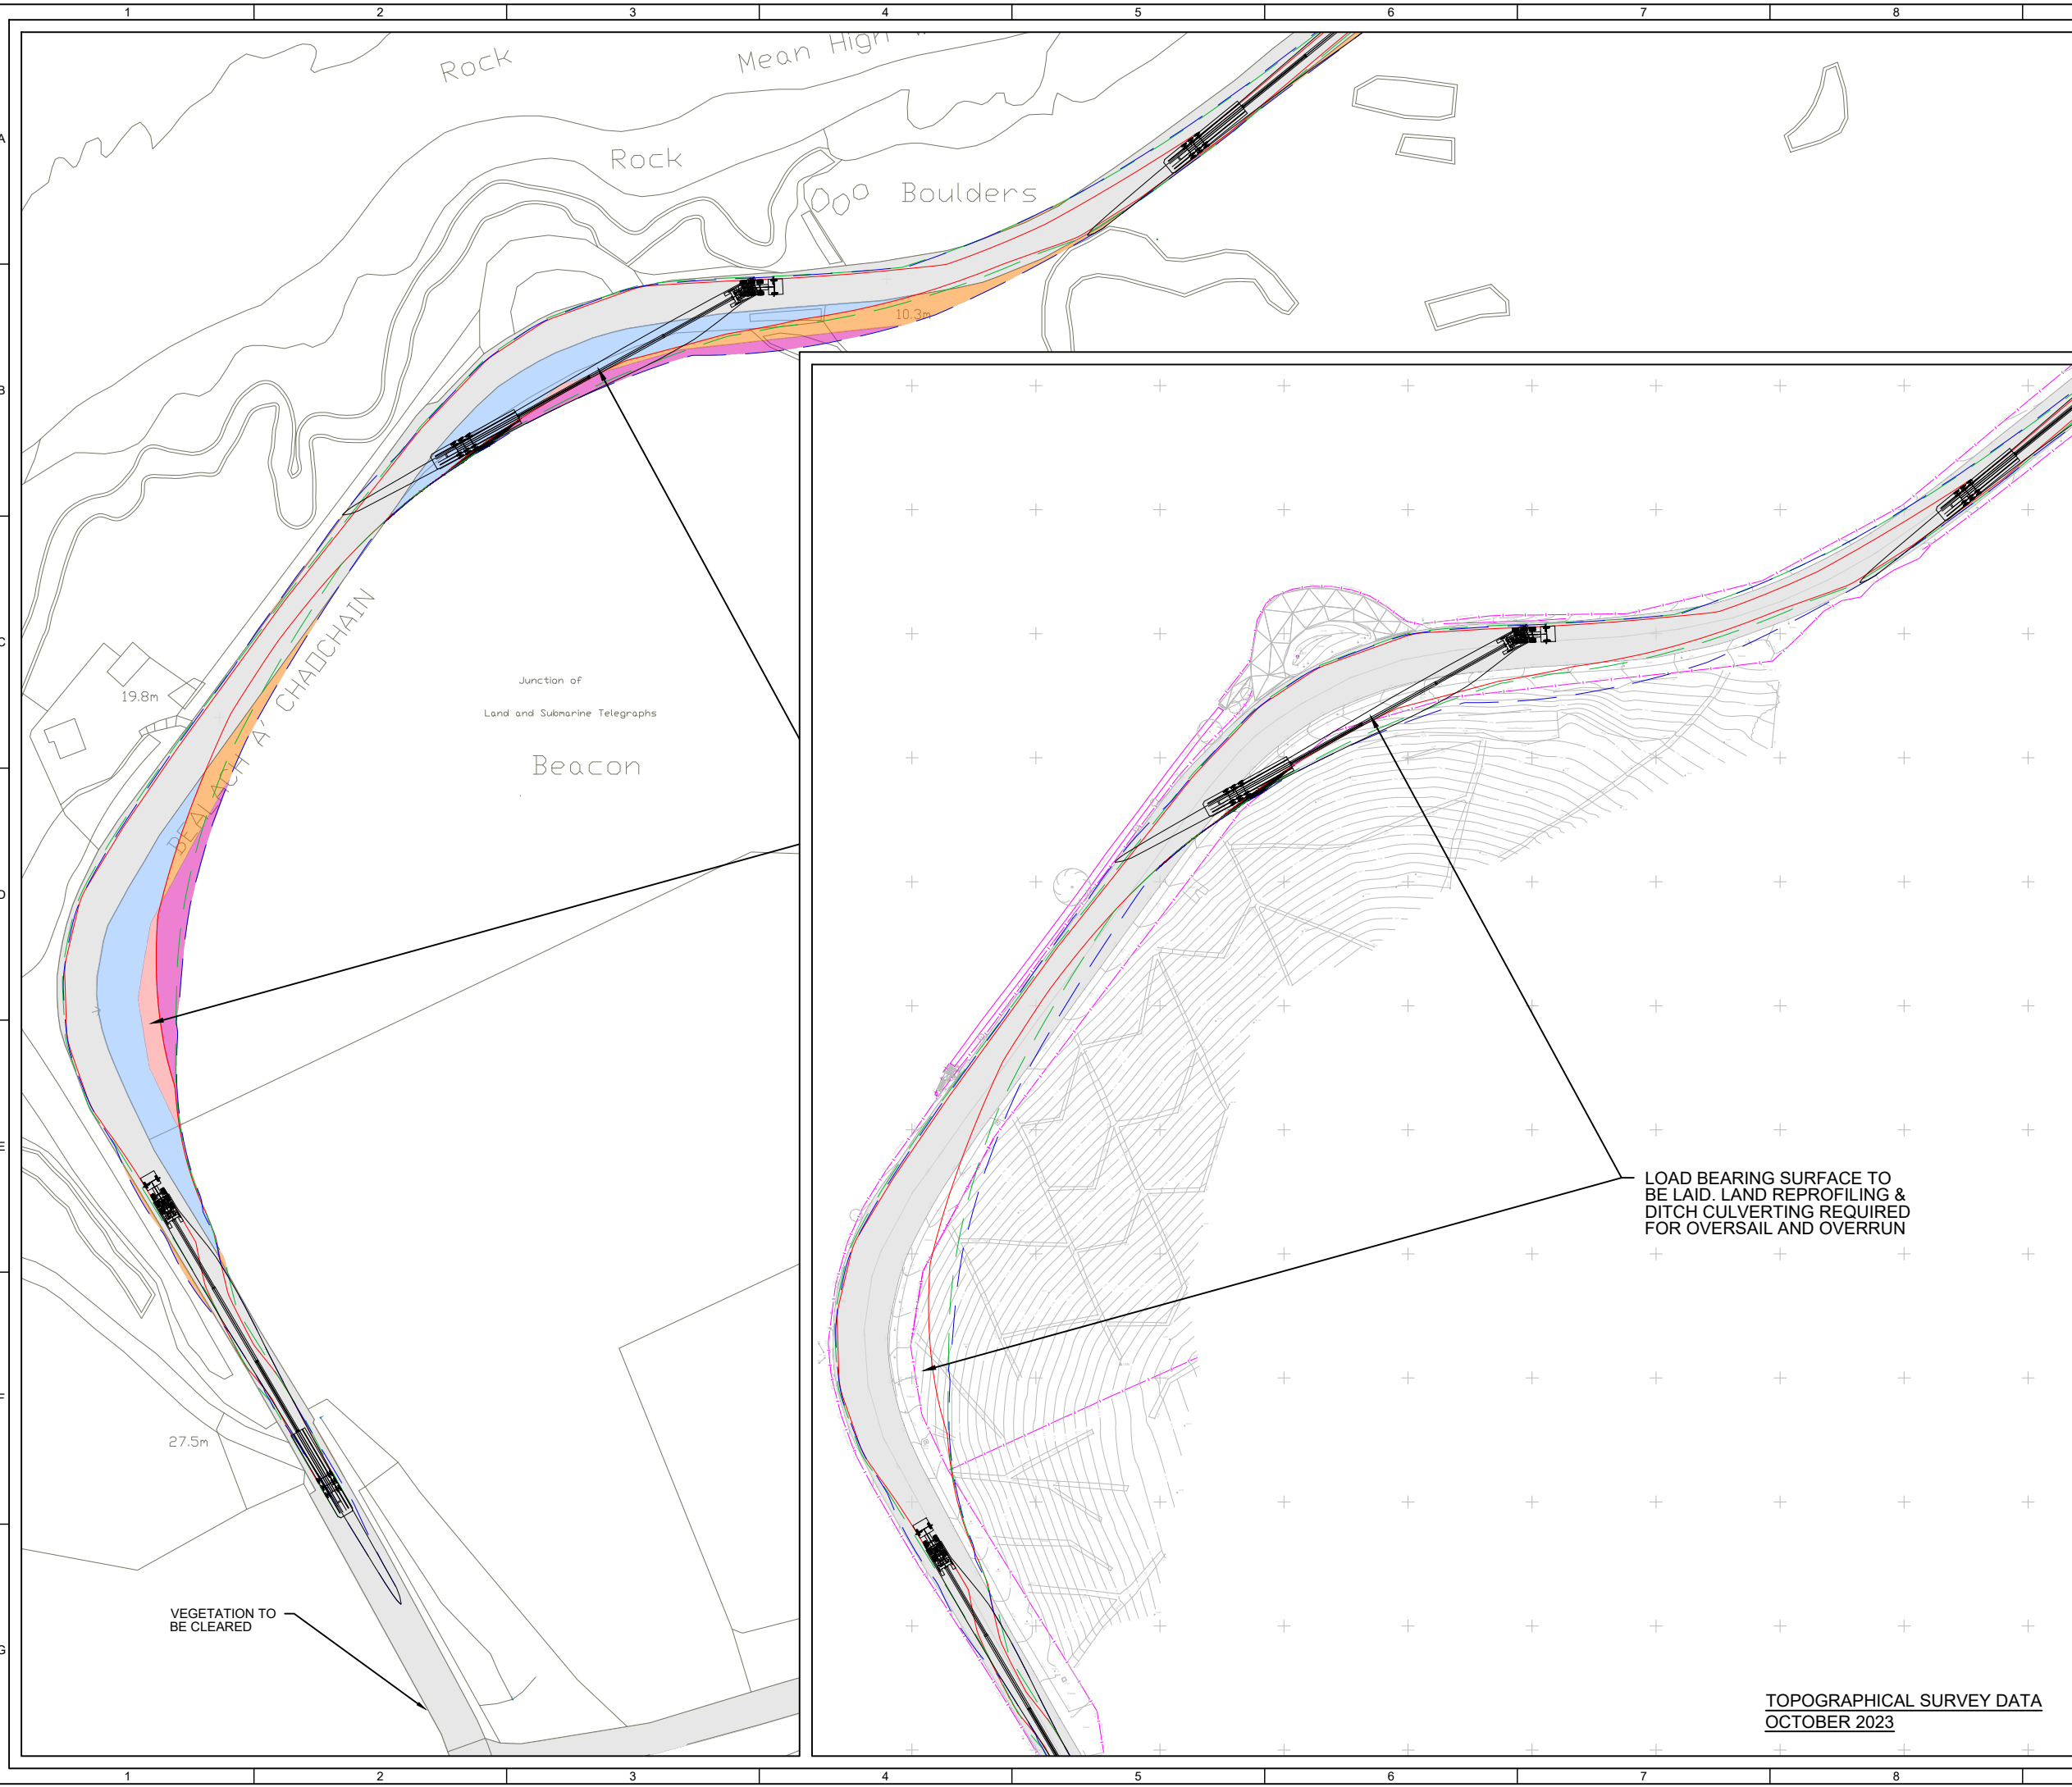 1 2 3 4 5 6 7 8
Rock
Mean High
A
Rock
Boulders
10.3m
B
C
Junction of
19.8m
Land and Submarine Telegraphs
Beacon
BEALACH A' CHAOCHAIN
D
E
LOAD BEARING SURFACE TO
BE LAID. LAND REPROFILING &
DITCH CULVERTING REQUIRED
FOR OVERSAIL AND OVERRUN
F
27.5m
VEGETATION TO
BE CLEARED
G
TOPOGRAPHICAL SURVEY DATA
OCTOBER 2023
1 2 3 4 5 6 7 8